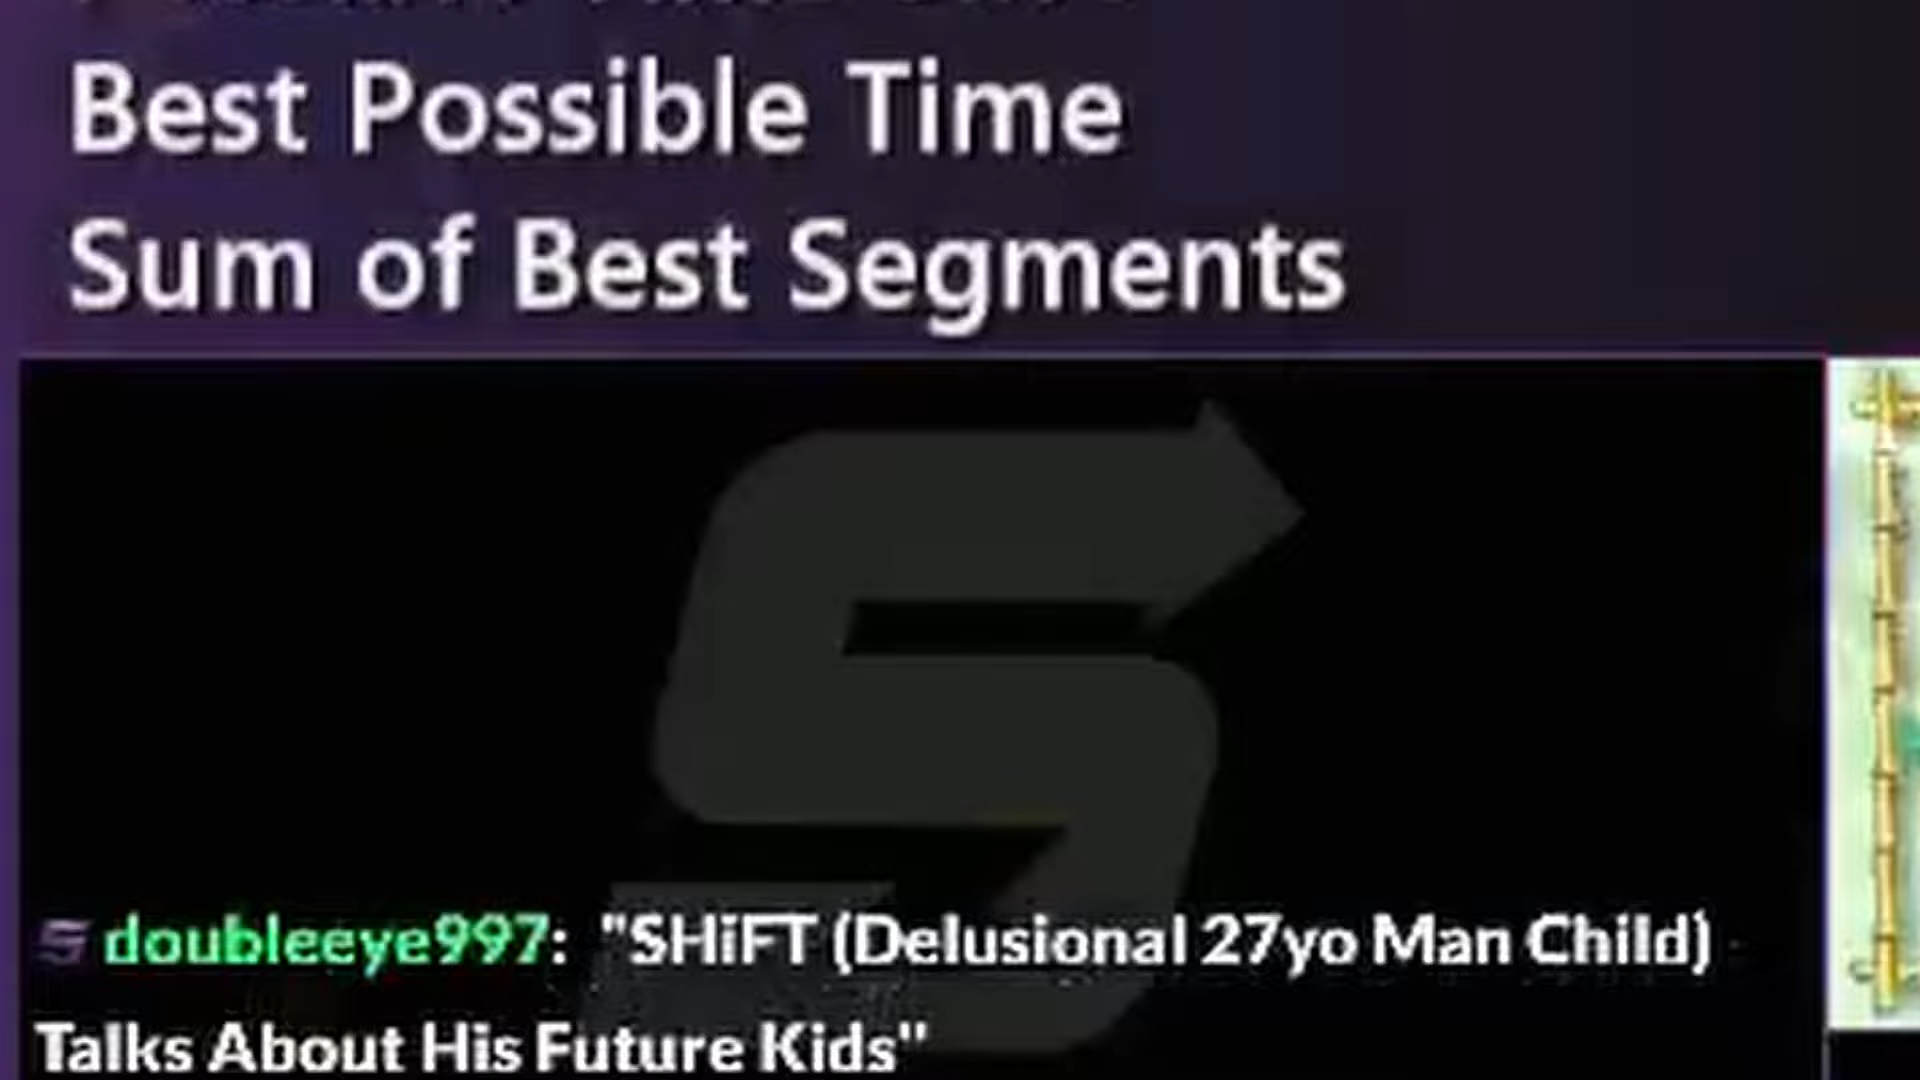 Best Possible Time
Sum of Best Segments
doubleeye997: "SHiFT (Delusional 27yo Man Child)
Talks About His Future Kids"